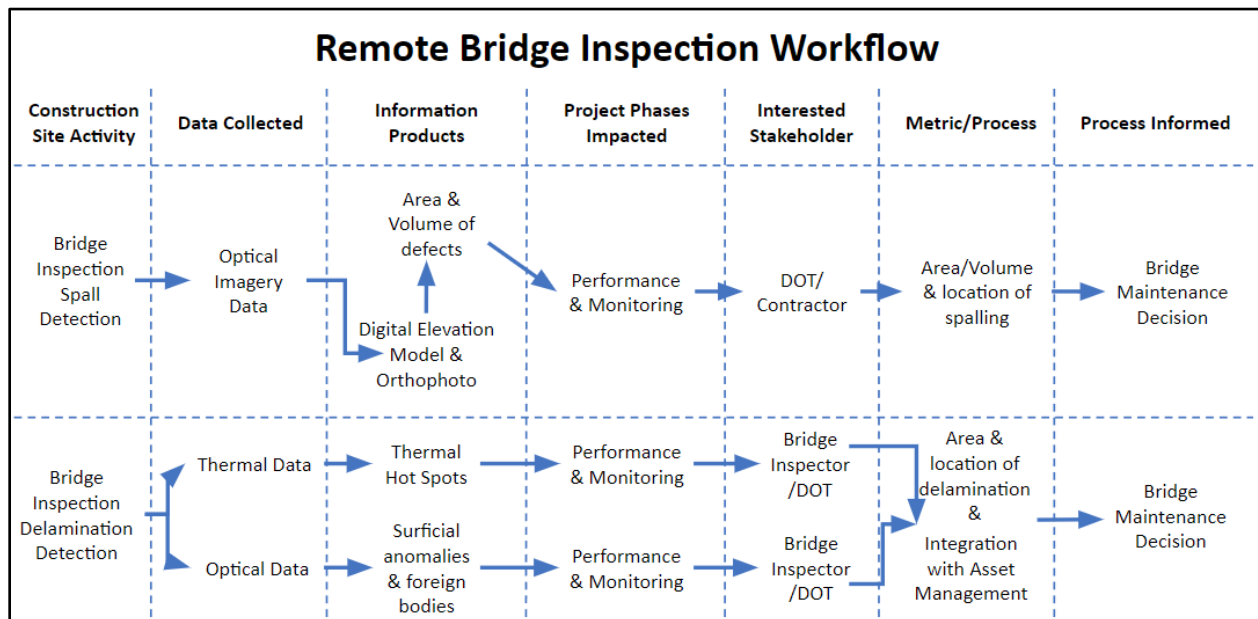 Remote Bridge Inspection Workflow
Construction
Site Activity
Data Collected
Information
Products
Project Phases
Impacted
Interested
Stakeholder
Metric/Process
Process Informed
Bridge
Inspection
Spall
Detection
Optical
Imagery
Data
Area &
Volume of
defects
Digital Elevation
Model &
Orthophoto
Performance
& Monitoring
DOT/
Contractor
Area/Volume
& location of
spalling
Bridge
Maintenance
Decision
Bridge
Inspection
Delamination
Detection
Thermal Data
Thermal
Hot Spots
Performance
& Monitoring
Bridge
Inspector
/DOT
Optical Data
Surficial
anomalies
& foreign
bodies
Performance
& Monitoring
Bridge
Inspector
/DOT
Area &
location of
delamination
&
Integration
with Asset
Management
Bridge
Maintenance
Decision